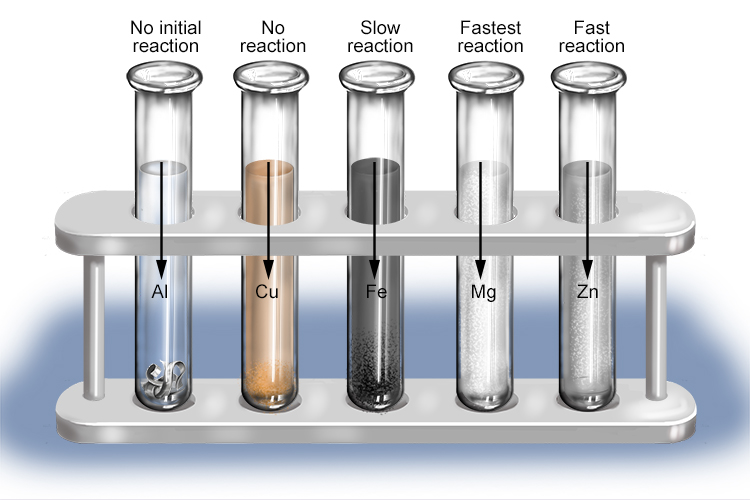 No initial
reaction
No
reaction
Slow
reaction
Fastest
reaction
Fast
reaction
Al
Cu
Fe
Mg
Zn